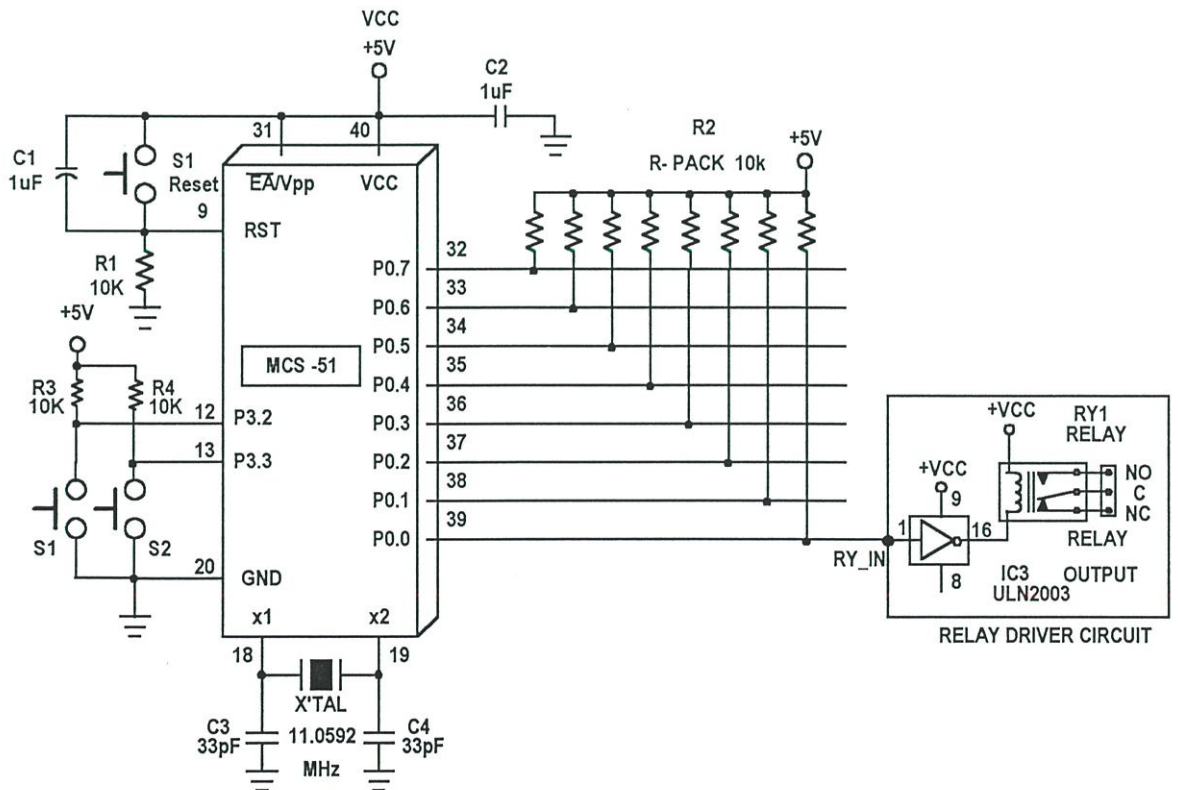 VCC
+5V
C2
1uF
31
40
C1
1uF
S1
Reset
EA/Vpp
VCC
9
RST
R1
10K
+5V
R2
R- PACK 10k
+5V
32
P0.7
33
P0.6
34
P0.5
35
P0.4
36
P0.3
37
P0.2
38
P0.1
39
P0.0
MCS -51
R3
10K
R4
10K
12
P3.2
13
P3.3
S1
S2
20
GND
x1
x2
18
19
X'TAL
11.0592
MHz
C3
33pF
C4
33pF
+VCC
RY1
RELAY
+VCC
9
NO
C
NC
1
16
RY_IN
8
RELAY
OUTPUT
IC3
ULN2003
RELAY DRIVER CIRCUIT